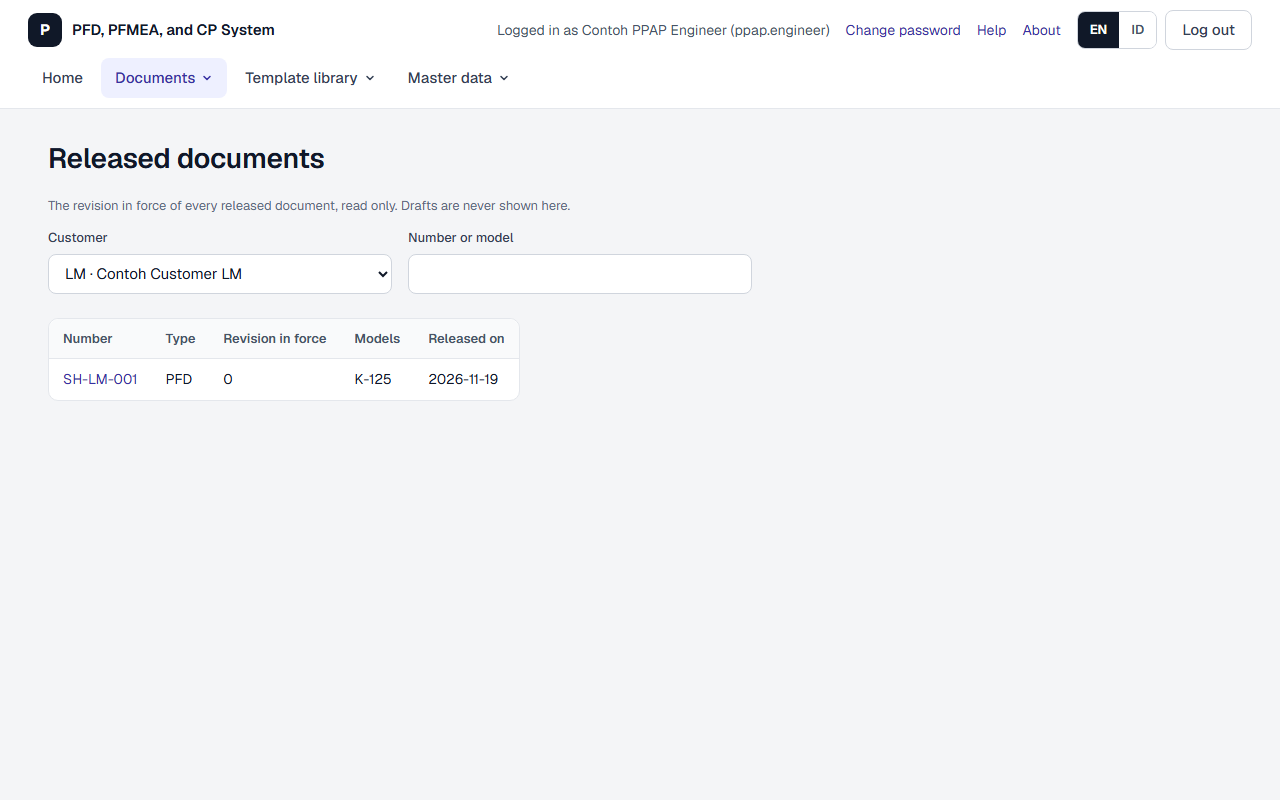 P PFD, PFMEA, and CP System Logged in as Contoh PPAP Engineer (ppap.engineer) Change password Help About EN ID Log out
Home Documents Template library Master data
Released documents
The revision in force of every released document, read only. Drafts are never shown here.
Customer Number or model
LM · Contoh Customer LM
Number Type Revision in force Models Released on
SH-LM-001 PFD 0 K-125 2026-11-19